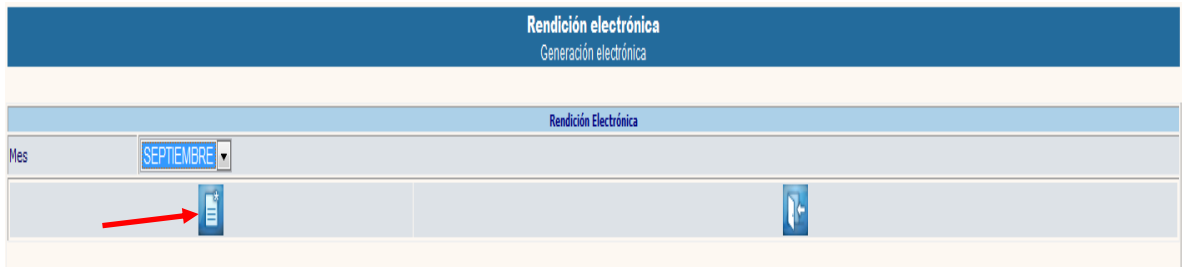 Rendición electrónica
Generación electrónica
Rendición Electrónica
Mes SEPTIEMBRE